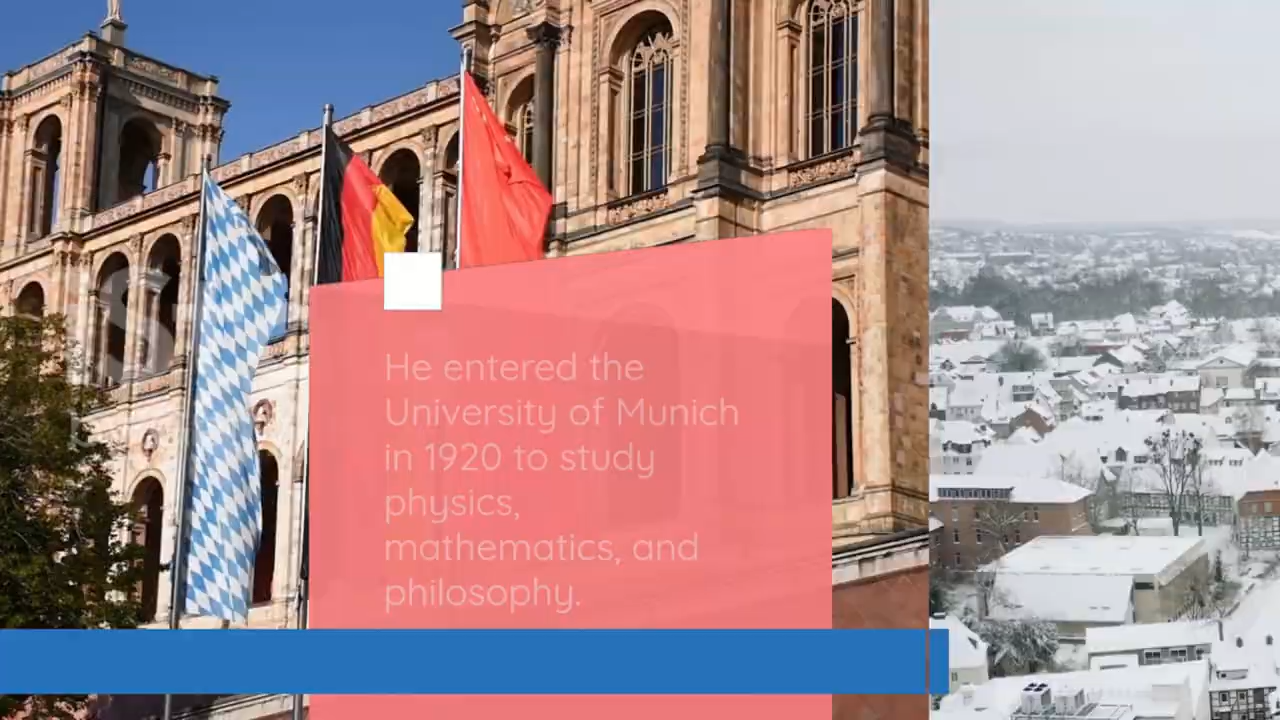 He entered the
University of Munich
in 1920 to study
physics,
mathematics, and
philosophy.